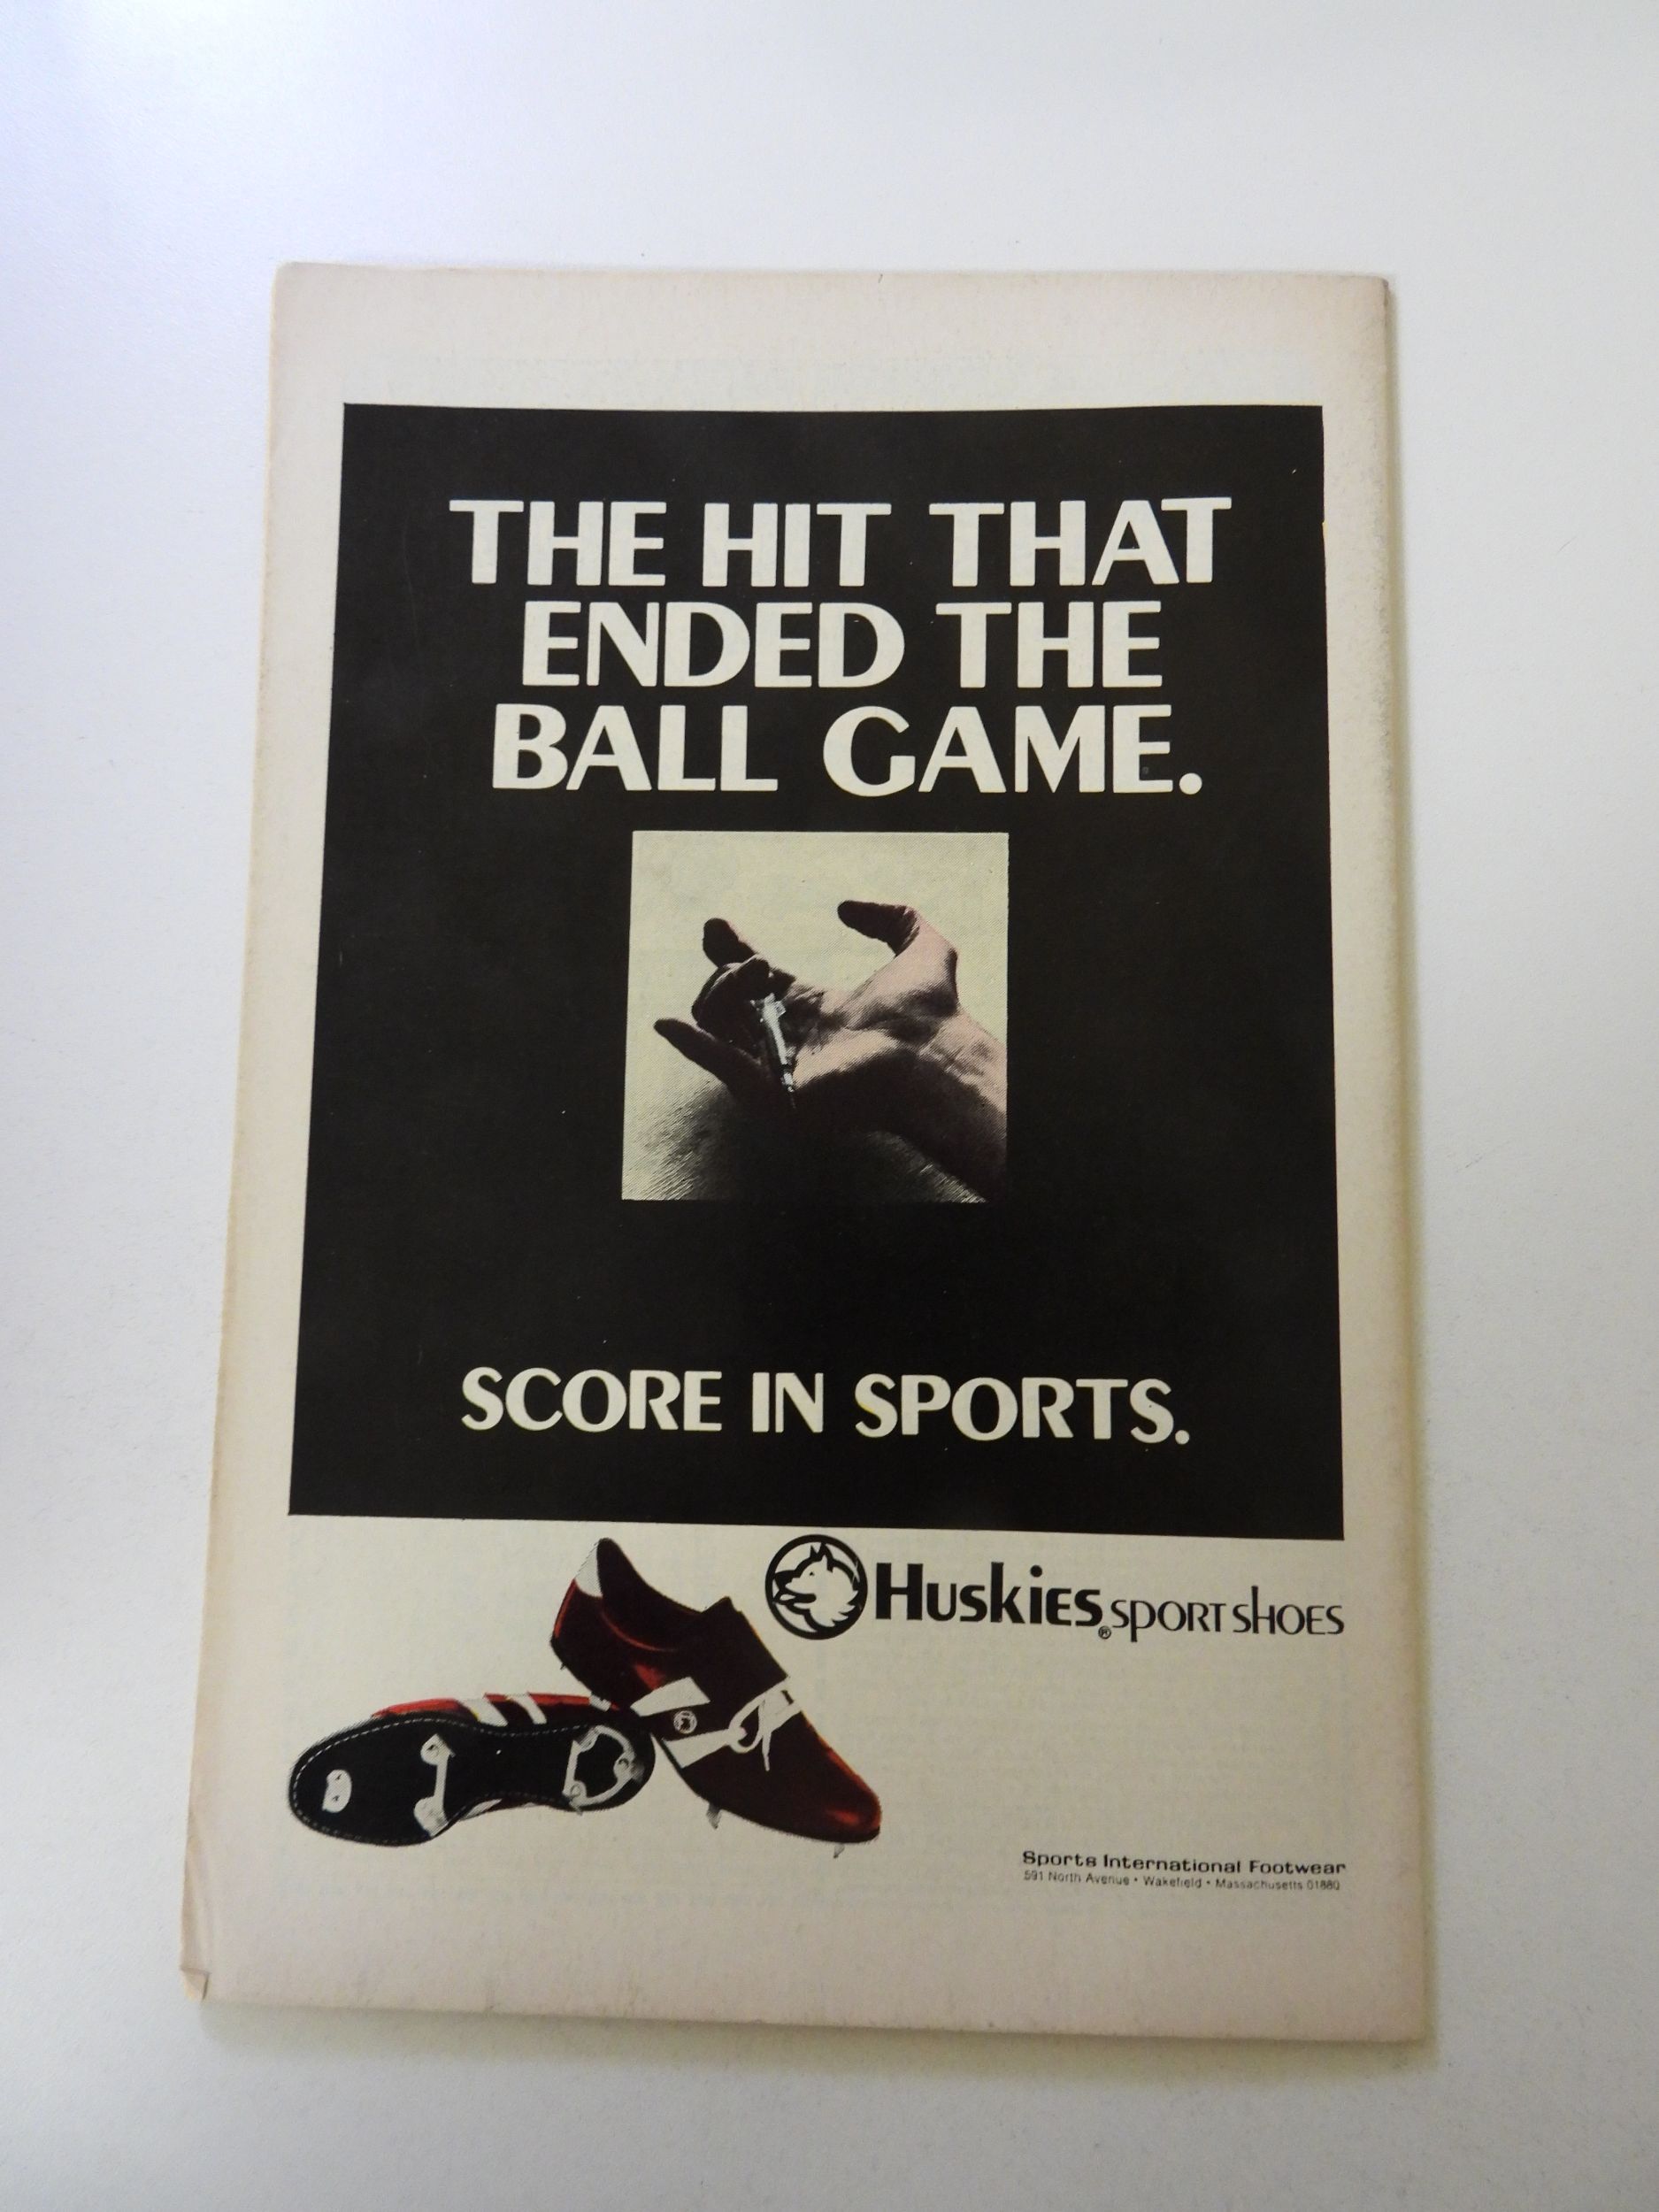 THE HIT THAT
ENDED THE
BALL GAME.
SCORE IN SPORTS.
HUSKIES® SPORT SHOES
Sports International Footwear
591 North Avenue • Wakefield • Massachusetts 01880